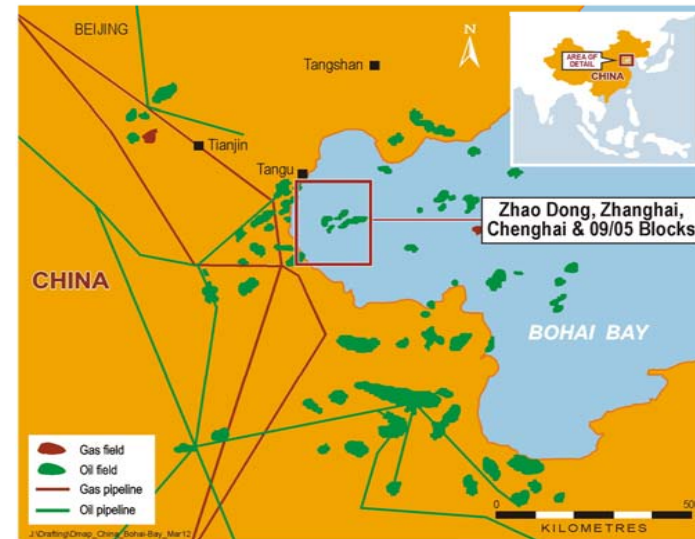 BEIJING
N
Tangshan
AREA OF
DETAIL
CHINA
Tianjin
Tangu
Zhao Dong, Zhanghai,
Chenghai & 09/05 Blocks
CHINA
BOHAI BAY
Gas field
Oil field
Gas pipeline
Oil pipeline
0 50
KILOMETRES
J:\Drafting\Dmap_China_Bohai-Bay_Mar12